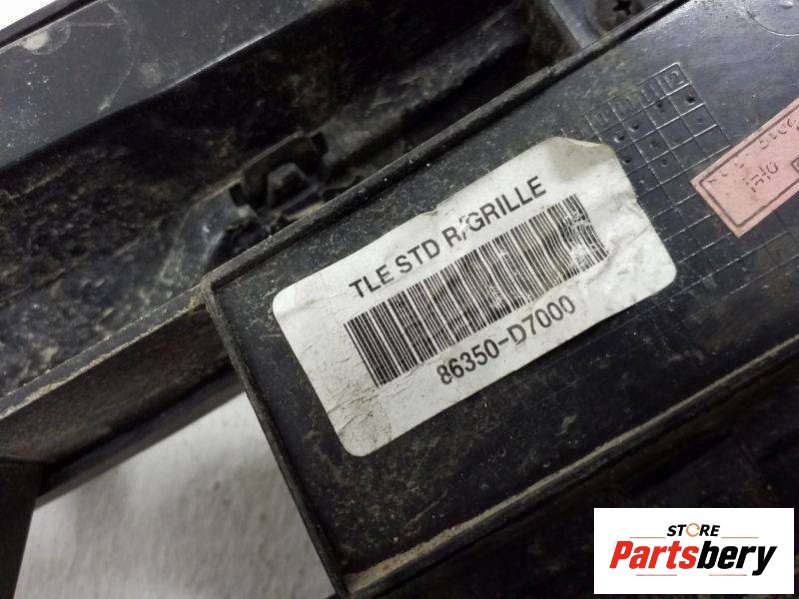 TLE STD R/GRILLE
86350-D7000
STORE
Partsbery